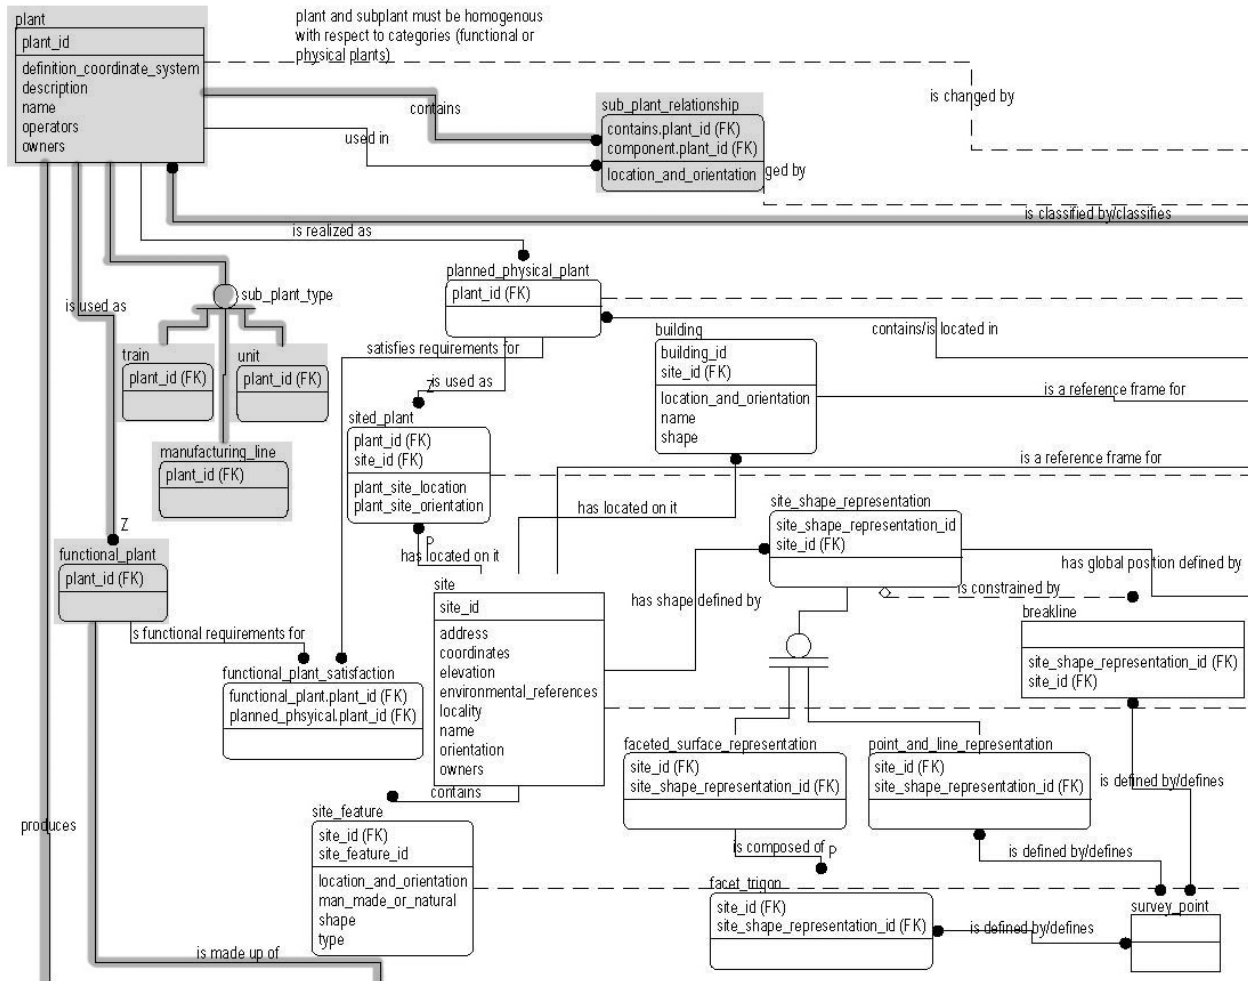 plant
plant_id
definition_coordinate_system
description
name
operators
owners
plant and subplant must be homogenous
with respect to categories (functional or
physical plants)
contains
used in
is changed by
sub_plant_relationship
contains.plant_id (FK)
component.plant_id (FK)
location_and_orientation
ged by
is classified by/classifies
is realized as
planned_physical_plant
plant_id (FK)
sub_plant_type
is used as
train
plant_id (FK)
unit
plant_id (FK)
manufacturing_line
plant_id (FK)
satisfies requirements for
is used as
Z
contains/is located in
building
building_id
site_id (FK)
location_and_orientation
name
shape
is a reference frame for
is a reference frame for
sited_plant
plant_id (FK)
site_id (FK)
plant_site_location
plant_site_orientation
P
has located on it
has located on it
Z
functional_plant
plant_id (FK)
s functional requirements for
functional_plant_satisfaction
functional_plant.plant_id (FK)
planned_phsyical.plant_id (FK)
site
site_id
address
coordinates
elevation
environmental_references
locality
name
orientation
owners
has shape defined by
site_shape_representation
site_shape_representation_id
site_id (FK)
has global position defined by
is constrained by
breakline
site_shape_representation_id (FK)
site_id (FK)
faceted_surface_representation
site_id (FK)
site_shape_representation_id (FK)
point_and_line_representation
site_id (FK)
site_shape_representation_id (FK)
is defined by/defines
contains
site_feature
site_id (FK)
site_feature_id
location_and_orientation
man_made_or_natural
shape
type
is composed of
P
is defined by/defines
facet_trigon
site_id (FK)
site_shape_representation_id (FK)
is defined by/defines
survey_point
produces
is made up of